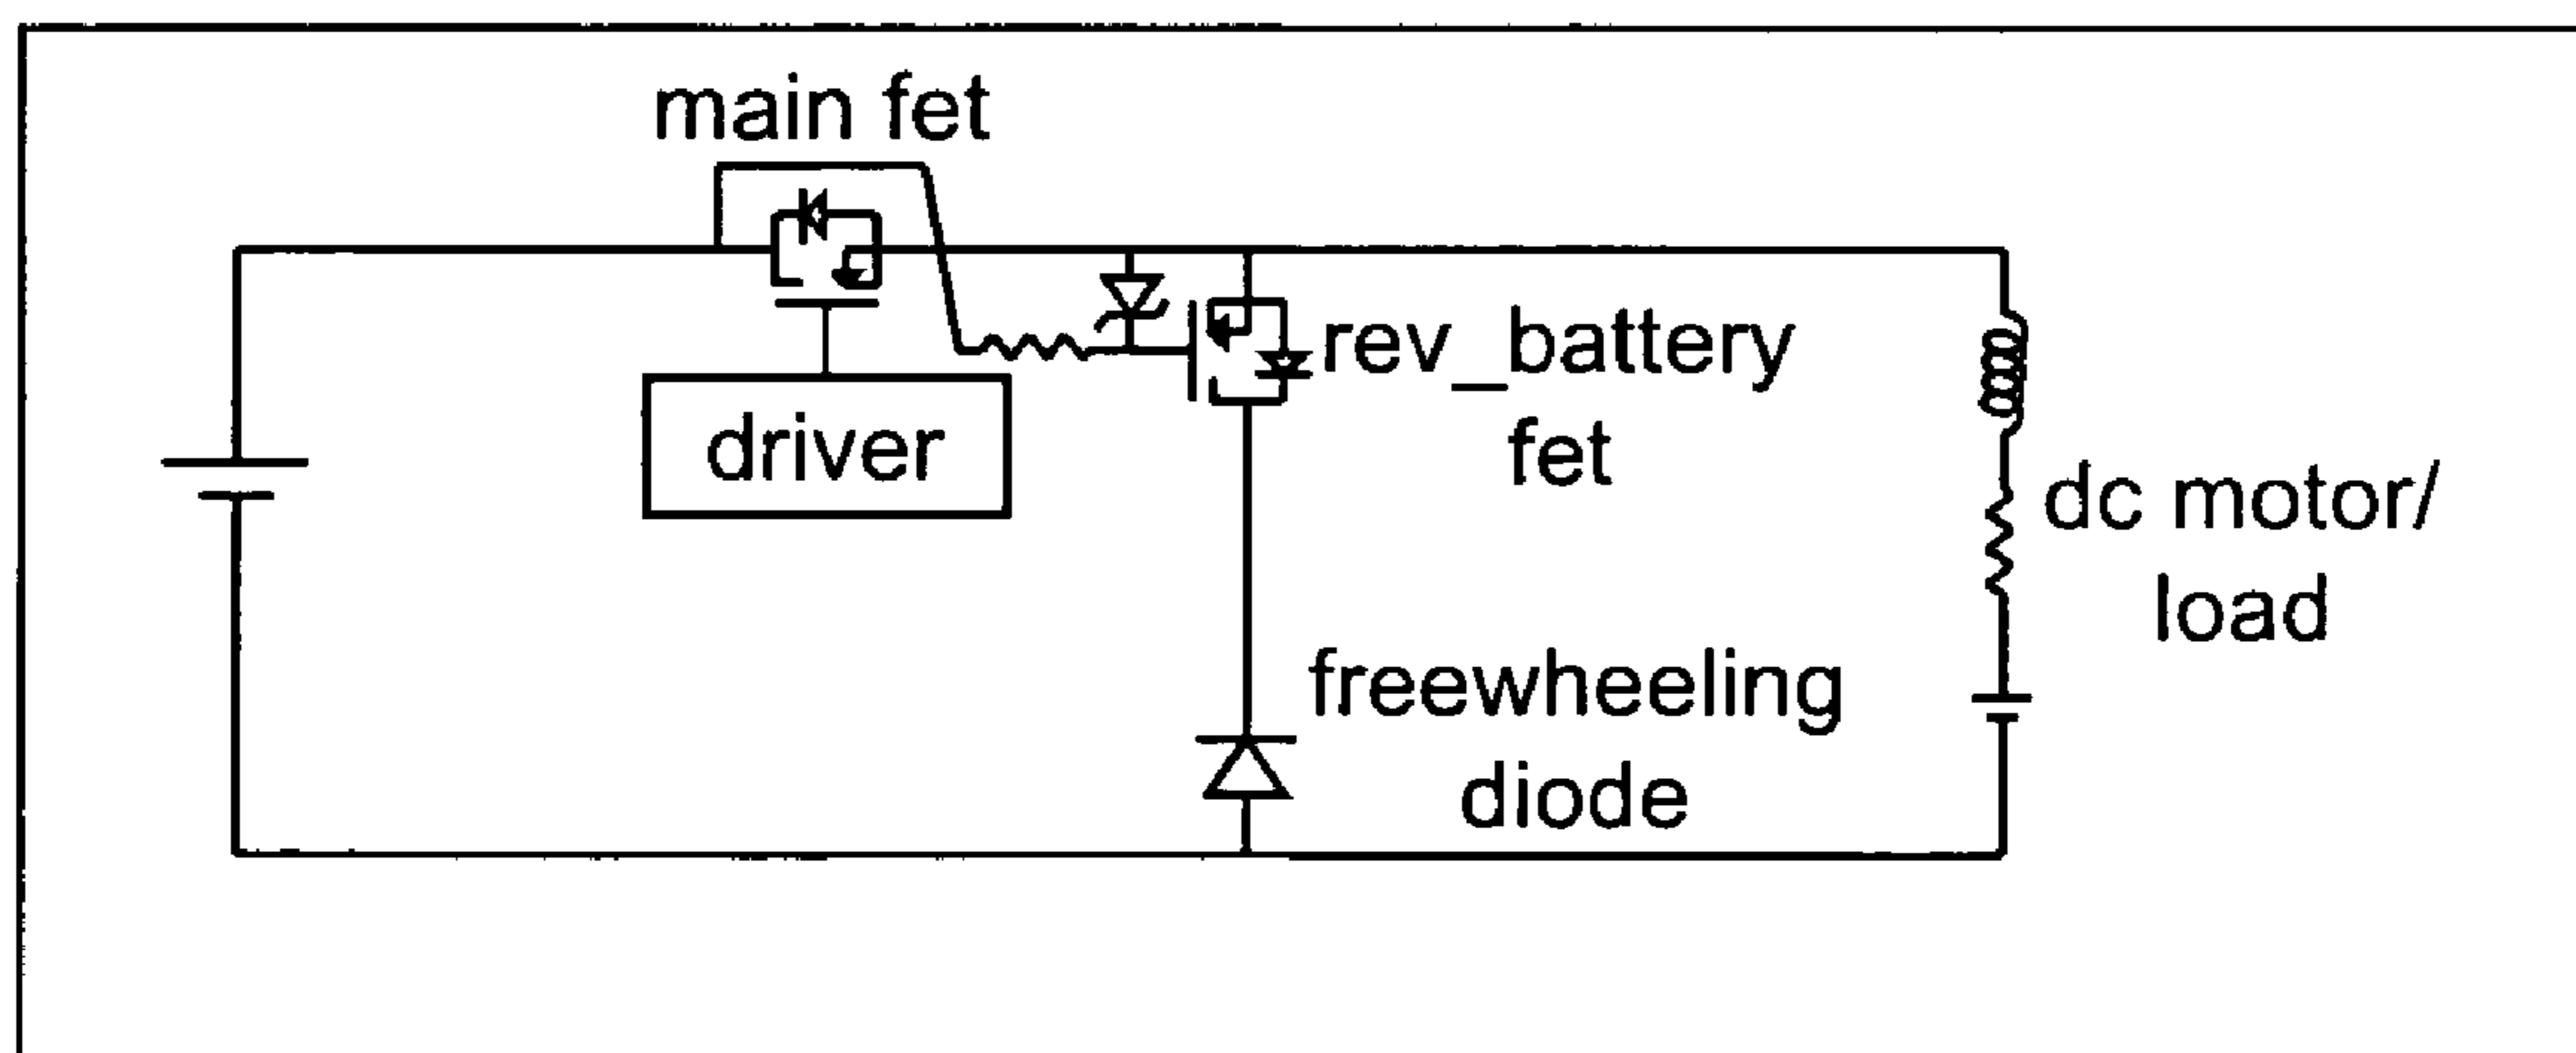 main fet
driver
rev_battery
fet
dc motor/
load
freewheeling
diode